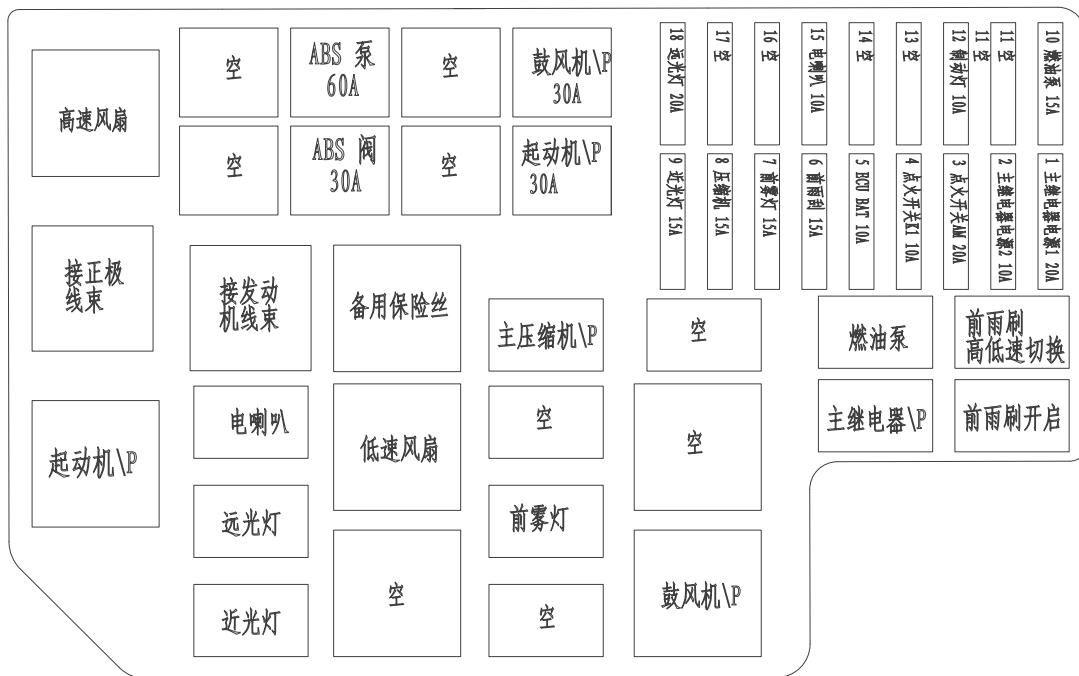 高速风扇
空
ABS 泵
60A
空
鼓风机\P
30A
空
ABS 阀
30A
空
起动机\P
30A
18 远光灯 20A
17 空
16 空
15 电喇叭 10A
14 空
13 空
12 制动灯 10A
11 空
11 空
10 燃油泵 15A
9 近光灯 15A
8 压缩机 15A
7 前雾灯 15A
6 前雨刮 15A
5 ECU BAT 10A
4 点火开关K1 10A
3 点火开关AM 20A
2 主继电器电源2 10A
1 主继电器电源1 20A
接正极
线束
接发动
机线束
备用保险丝
主压缩机\P
空
燃油泵
前雨刷
高低速切换
起动机\P
电喇叭
低速风扇
空
空
主继电器\P
前雨刷开启
远光灯
前雾灯
近光灯
空
空
鼓风机\P